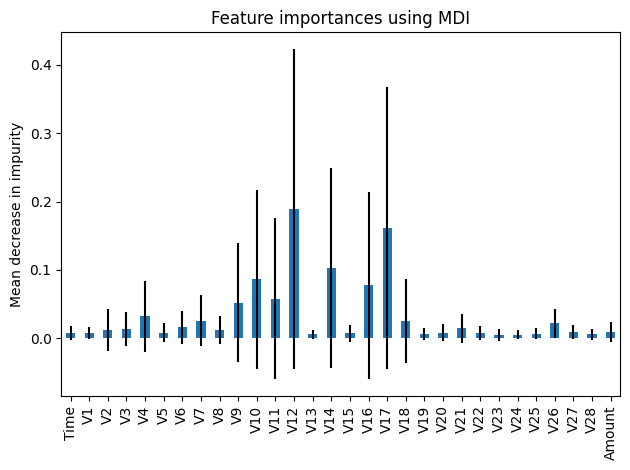 Feature importances using MDI
Mean decrease in impurity
0.4
0.3
0.2
0.1
0.0
Time
V1
V2
V3
V4
V5
V6
V7
V8
V9
V10
V11
V12
V13
V14
V15
V16
V17
V18
V19
V20
V21
V22
V23
V24
V25
V26
V27
V28
Amount